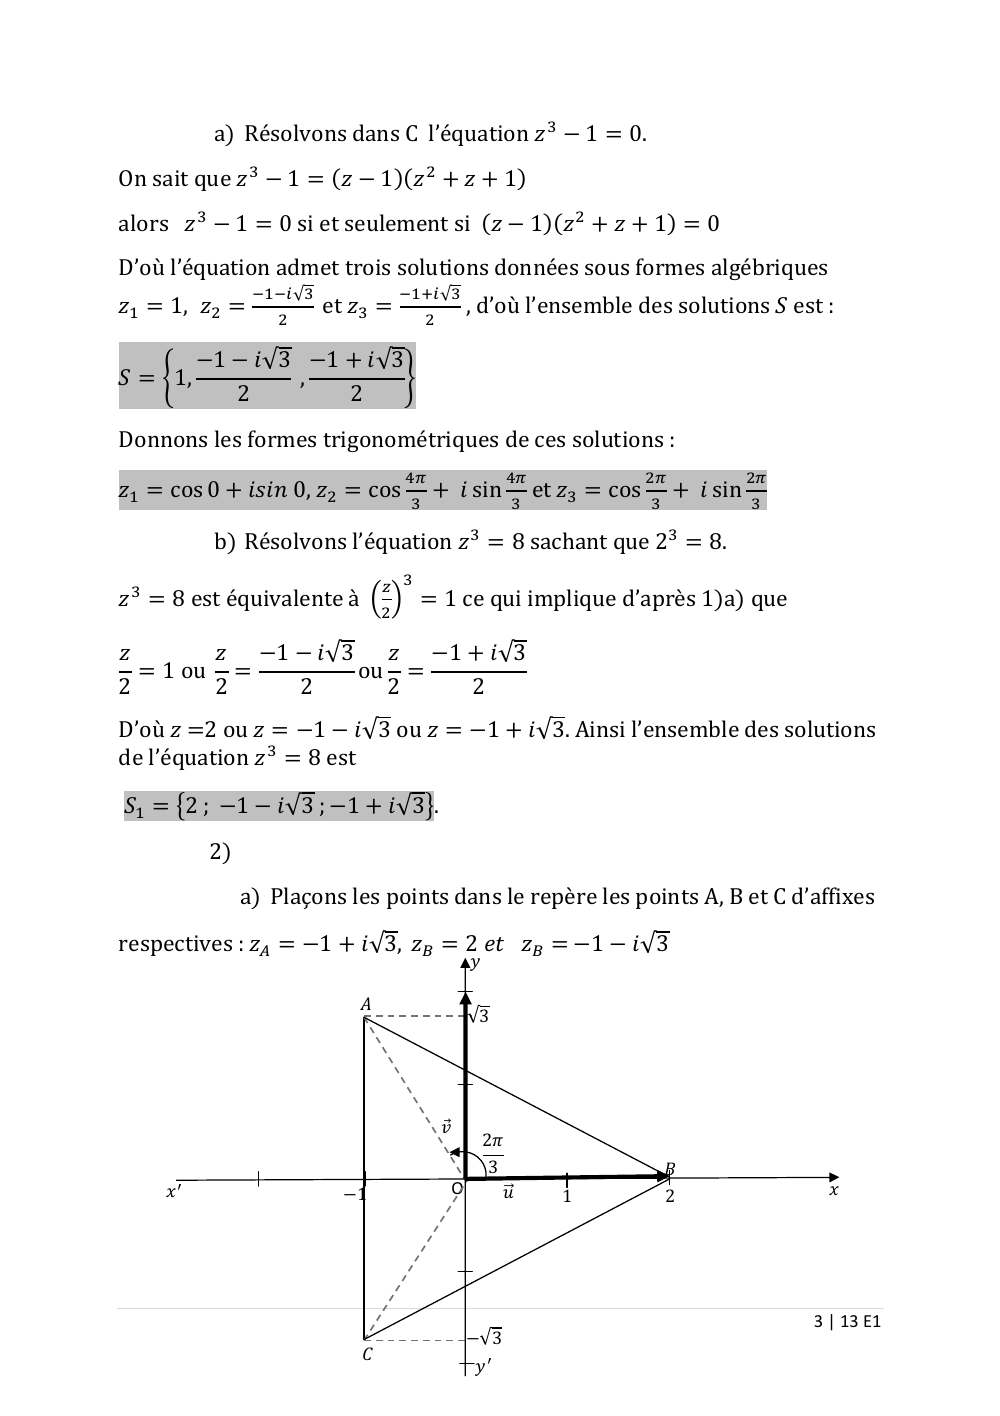 a) Résolvons dans C l’équation z³ − 1 = 0.
On sait que z³ − 1 = (z − 1)(z² + z + 1)
alors z³ − 1 = 0 si et seulement si (z − 1)(z² + z + 1) = 0
D’où l’équation admet trois solutions données sous formes algébriques
z₁ = 1, z₂ = (−1−i√3)/2 et z₃ = (−1+i√3)/2 , d’où l’ensemble des solutions S est :
S = {1, (−1 − i√3)/2 , (−1 + i√3)/2}
Donnons les formes trigonométriques de ces solutions :
z₁ = cos 0 + isin 0, z₂ = cos 4π/3 + i sin 4π/3 et z₃ = cos 2π/3 + i sin 2π/3
b) Résolvons l’équation z³ = 8 sachant que 2³ = 8.
z³ = 8 est équivalente à (z/2)³ = 1 ce qui implique d’après 1)a) que
z/2 = 1 ou z/2 = (−1 − i√3)/2 ou z/2 = (−1 + i√3)/2
D’où z =2 ou z = −1 − i√3 ou z = −1 + i√3. Ainsi l’ensemble des solutions
de l’équation z³ = 8 est
S₁ = {2 ; −1 − i√3 ; −1 + i√3}.
2)
a) Plaçons les points dans le repère les points A, B et C d’affixes
respectives : z_A = −1 + i√3, z_B = 2 et z_B = −1 − i√3
y
A
√3
v⃗
2π/3
B
x′
−1
O
u⃗
1
2
x
3 | 13 E1
−√3
C
y′